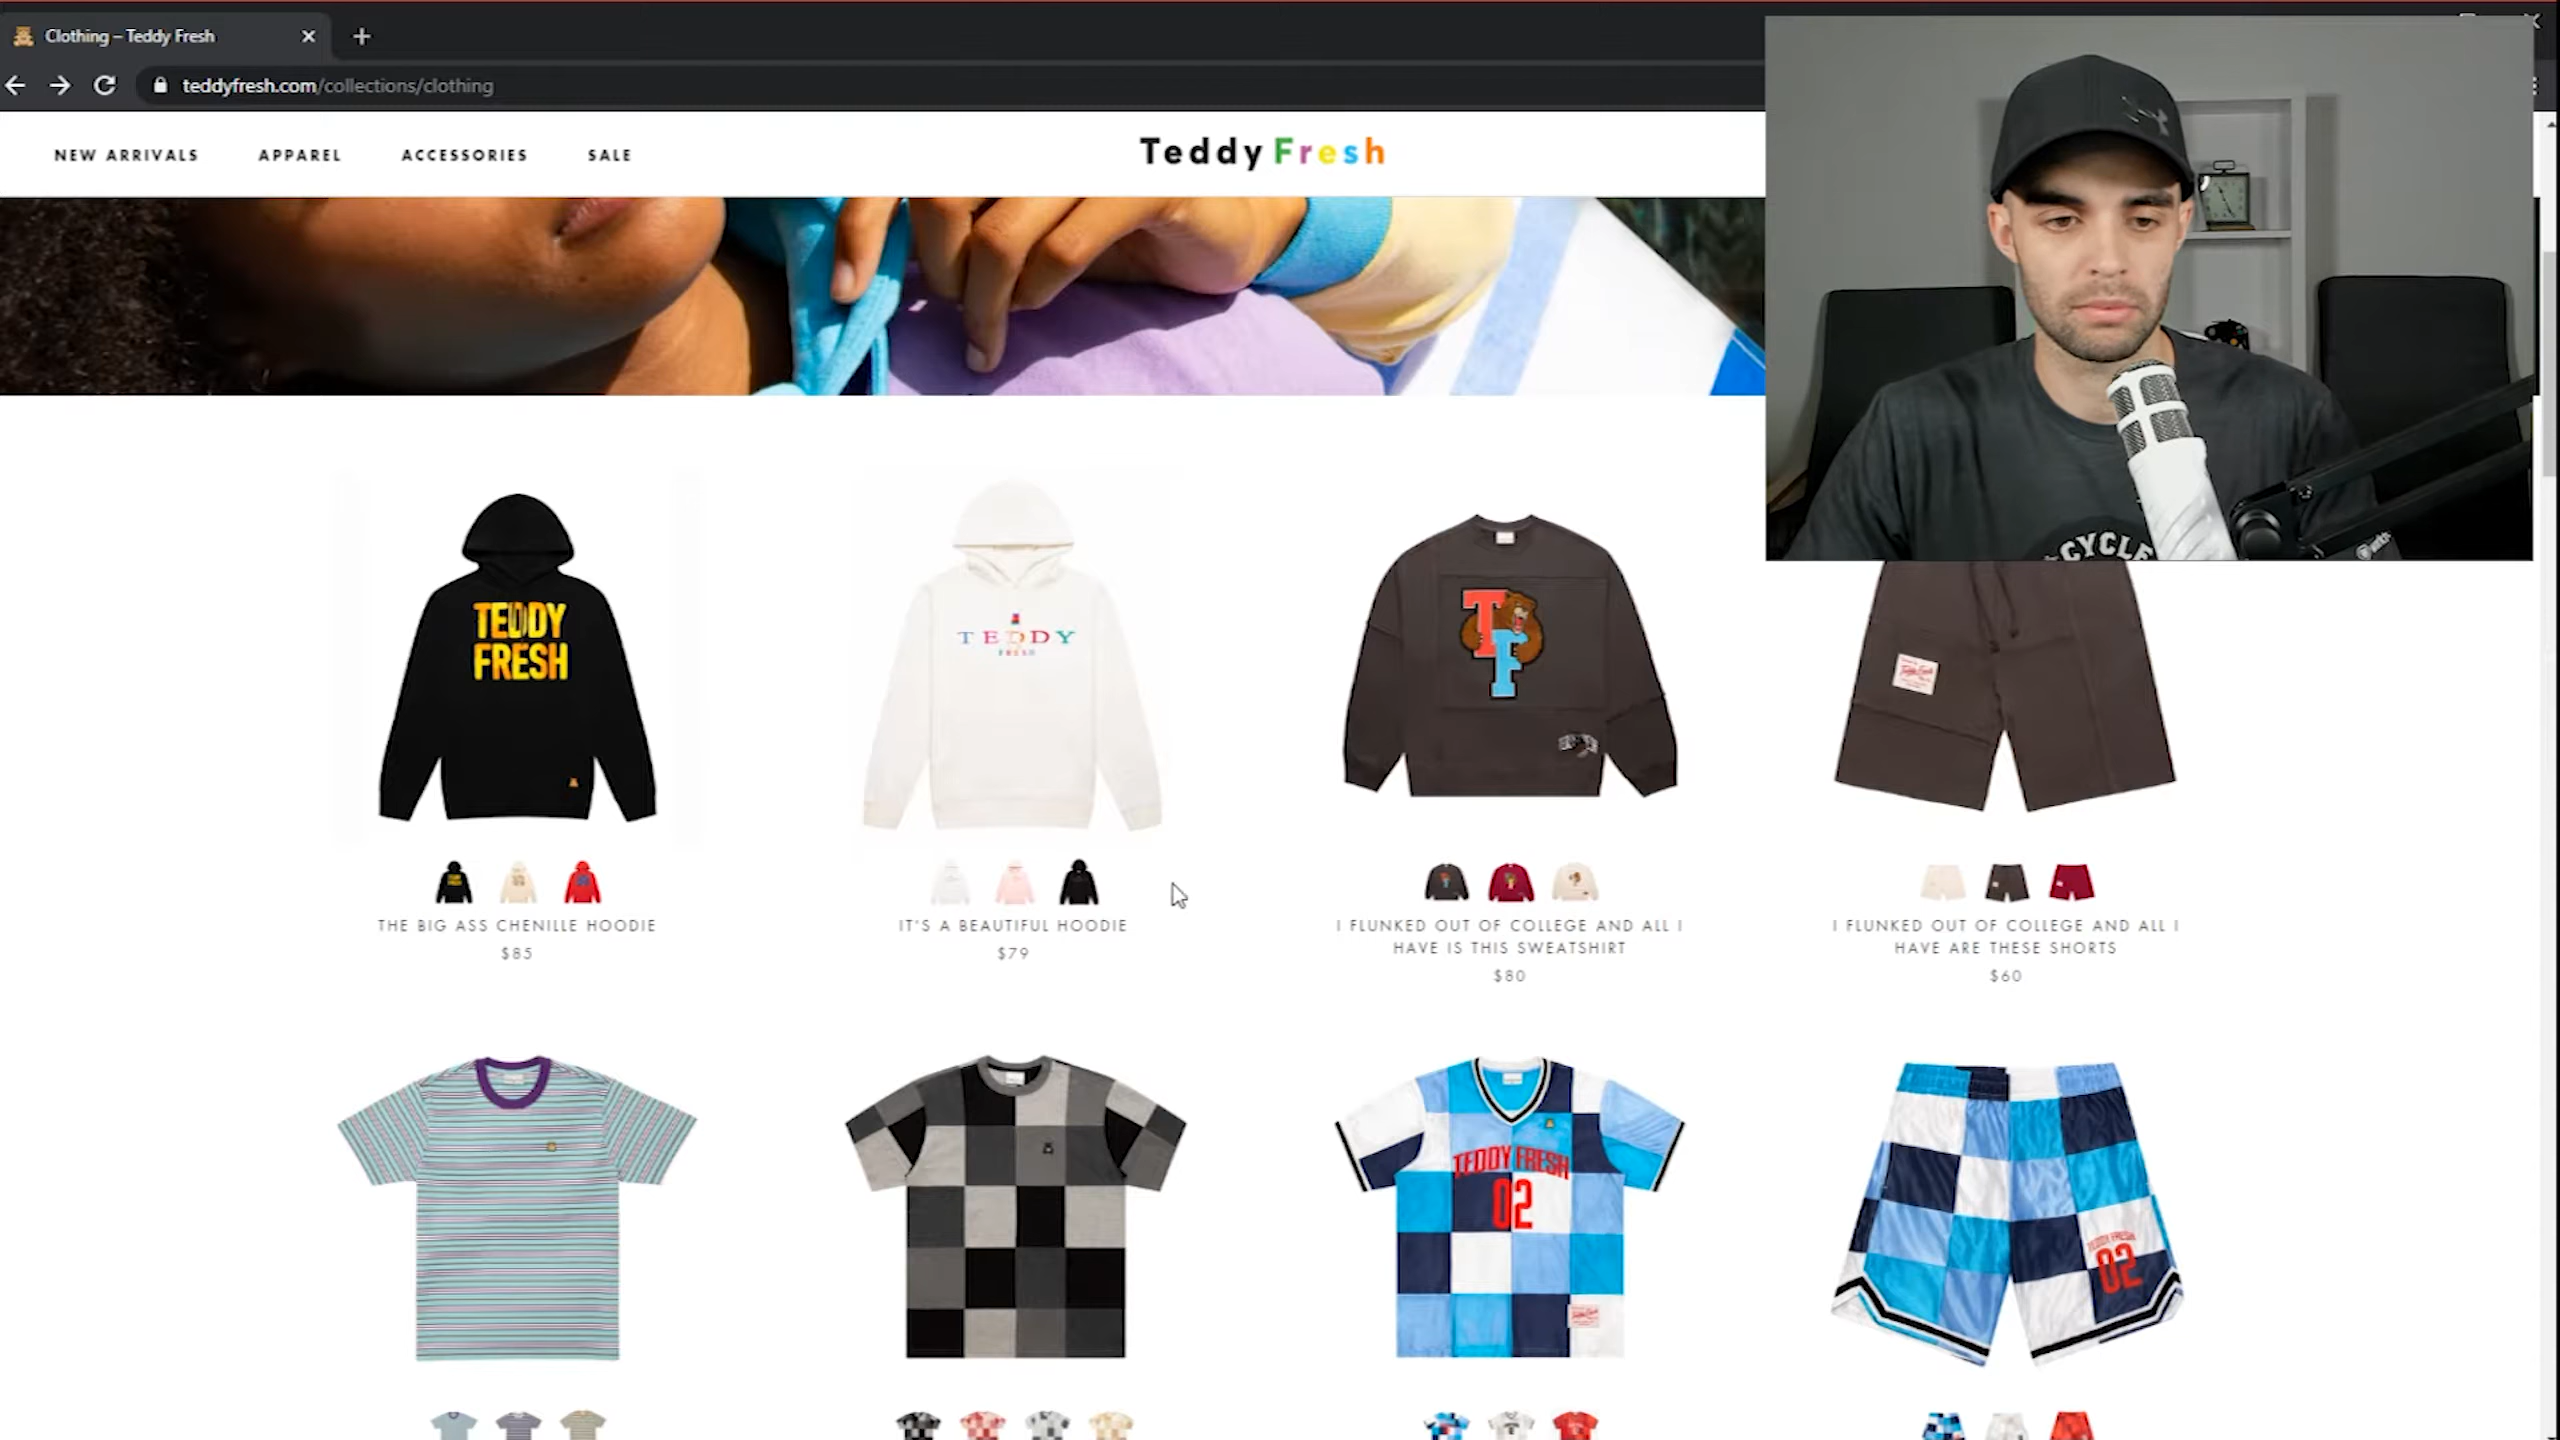 Clothing – Teddy Fresh
teddyfresh.com/collections/clothing
NEW ARRIVALS APPAREL ACCESSORIES SALE
Teddy Fresh
CYCLE
TEDDY
FRESH
TEDDY
FRESH
TF
THE BIG ASS CHENILLE HOODIE
$85
IT'S A BEAUTIFUL HOODIE
$79
I FLUNKED OUT OF COLLEGE AND ALL I
HAVE IS THIS SWEATSHIRT
$80
I FLUNKED OUT OF COLLEGE AND ALL I
HAVE ARE THESE SHORTS
$60
TEDDY FRESH
02
TEDDY FRESH
02